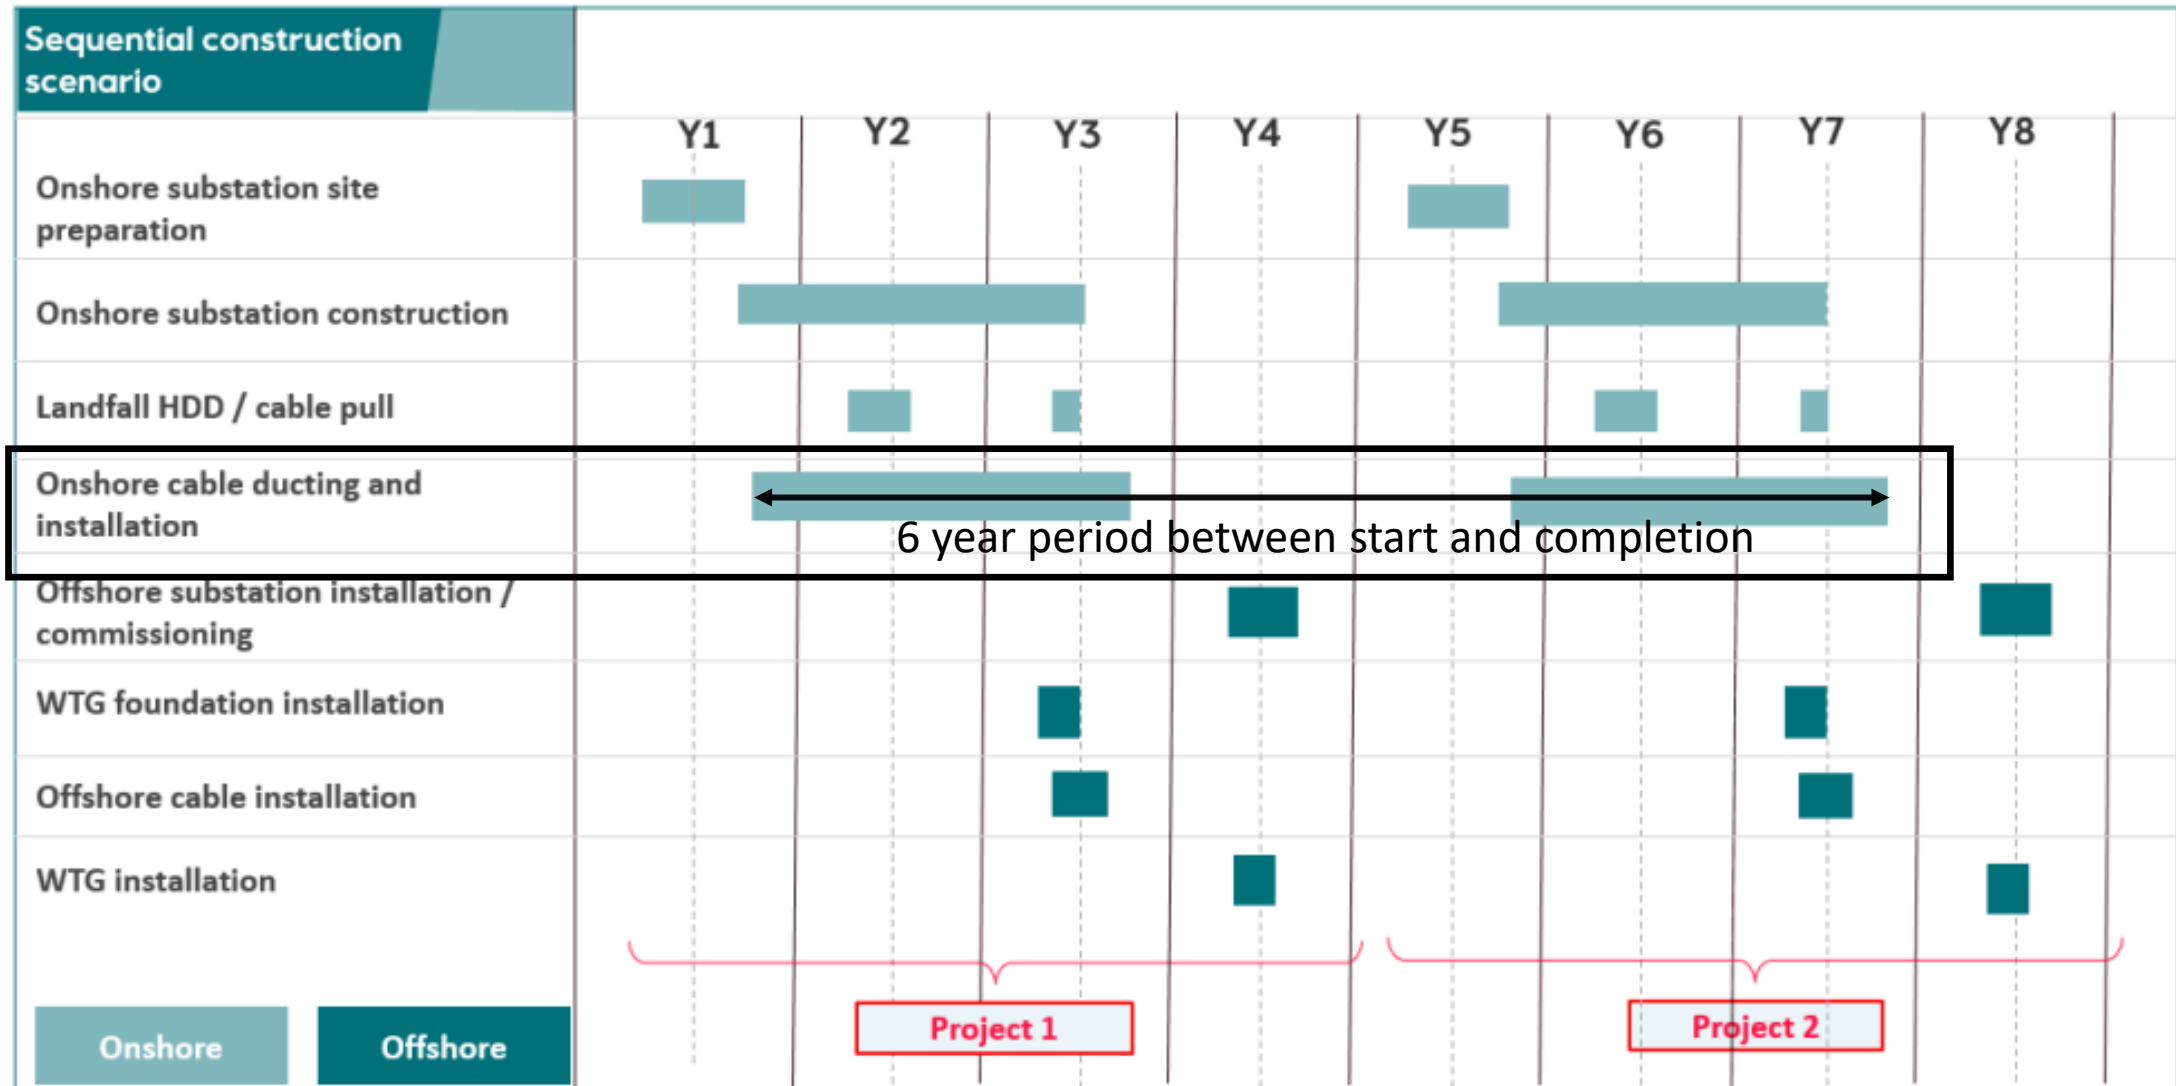 Sequential construction
scenario
Y1 Y2 Y3 Y4 Y5 Y6 Y7 Y8
Onshore substation site
preparation
Onshore substation construction
Landfall HDD / cable pull
Onshore cable ducting and
installation
6 year period between start and completion
Offshore substation installation /
commissioning
WTG foundation installation
Offshore cable installation
WTG installation
Project 1
Project 2
Onshore
Offshore